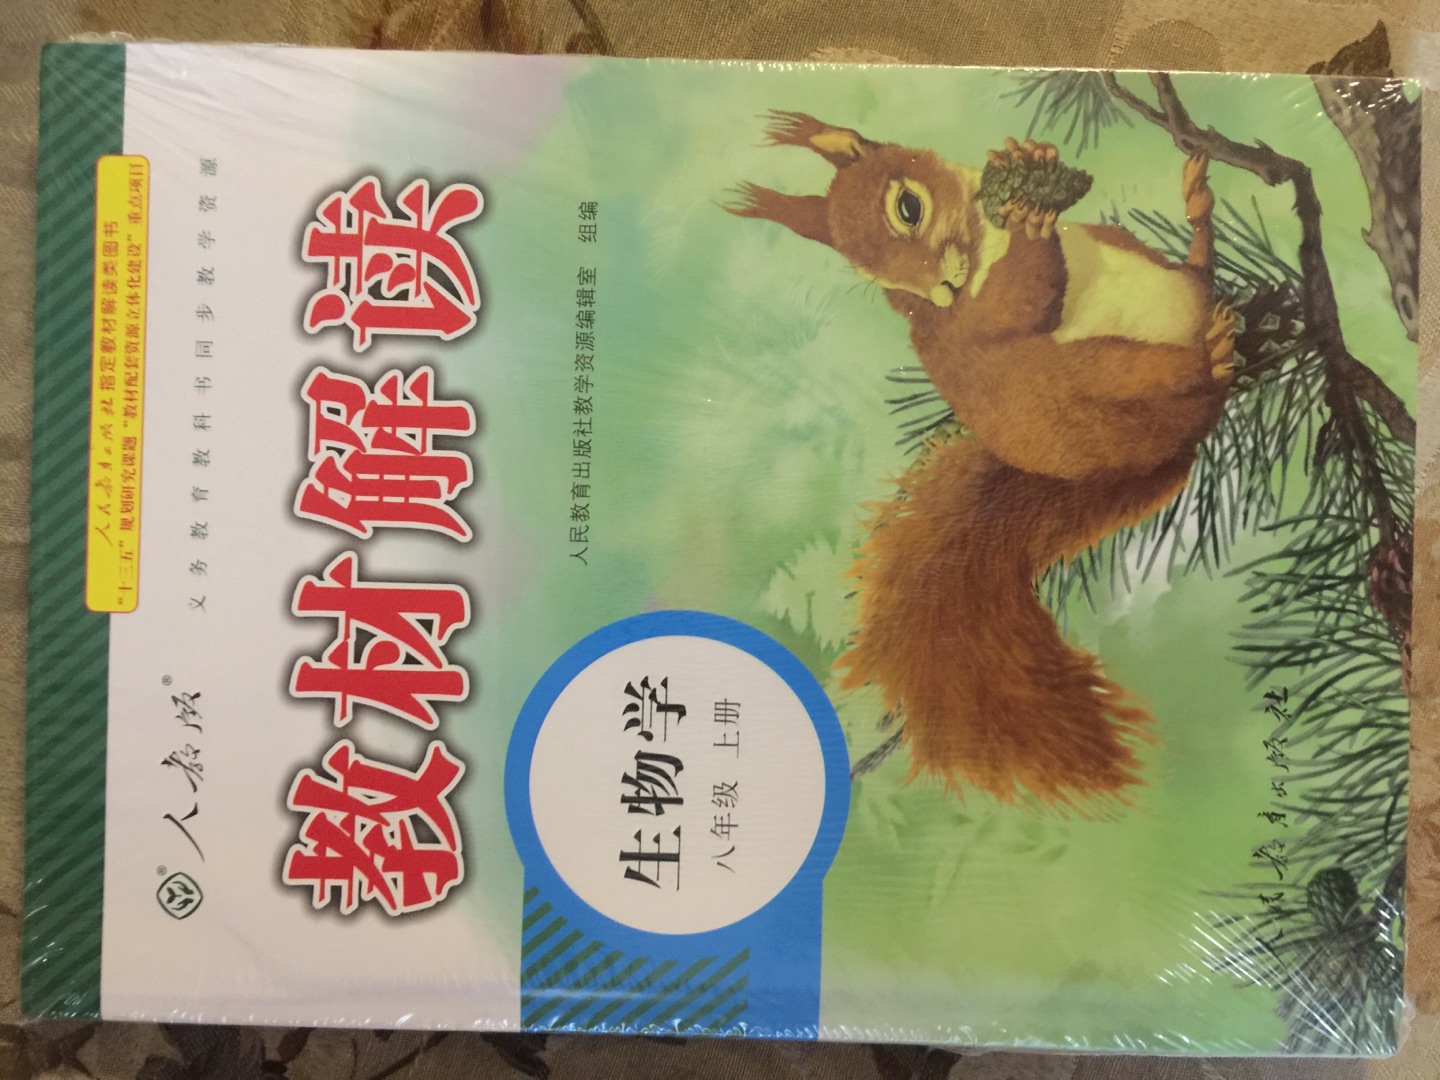 人民教育出版社指定教材解读类图书
“十三五”规划研究课题“教材配套资源立体化建设”重点项目
义务教育教科书同步教学资源
人教版®
教材解读
人民教育出版社教学资源编辑室 组编
生物学
八年级 上册
人民教育出版社